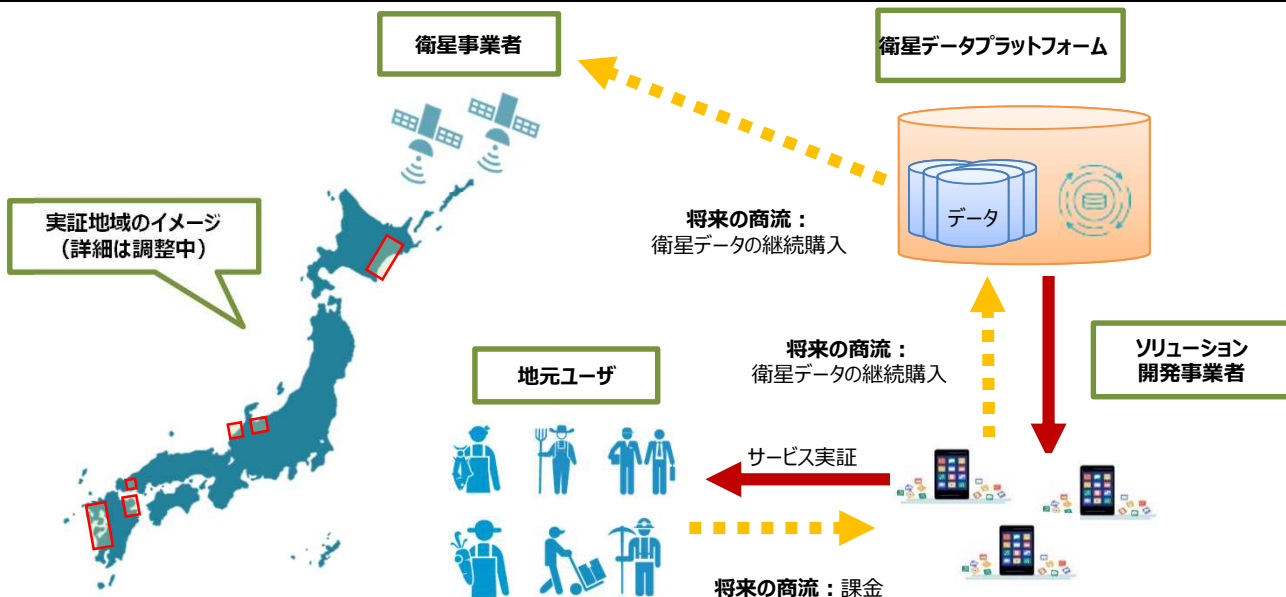 衛星事業者
衛星データプラットフォーム
実証地域のイメージ
（詳細は調整中）
データ
将来の商流：
衛星データの継続購入
将来の商流：
衛星データの継続購入
ソリューション
開発事業者
地元ユーザ
サービス実証
将来の商流：課金